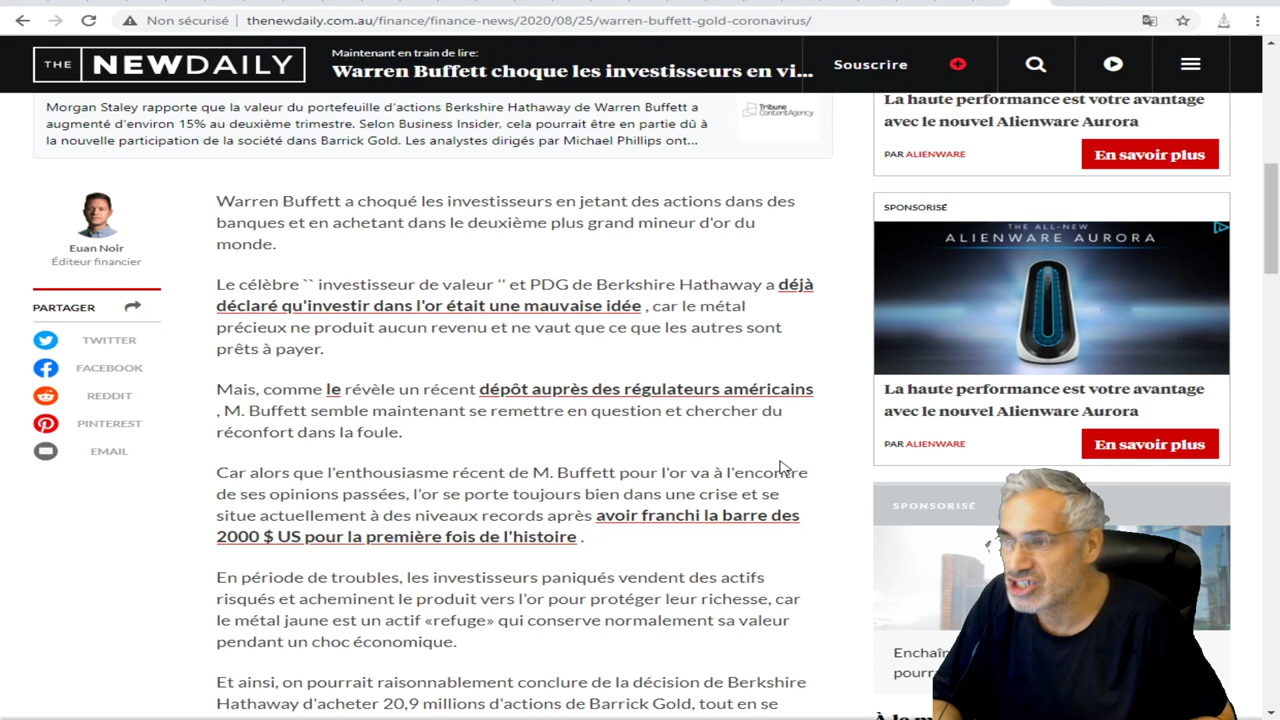 Non sécurisé | thenewdaily.com.au/finance/finance-news/2020/08/25/warren-buffett-gold-coronavirus/
THE NEWDAILY
Maintenant en train de lire:
Warren Buffett choque les investisseurs en vi...
Souscrire
Morgan Staley rapporte que la valeur du portefeuille d'actions Berkshire Hathaway de Warren Buffett a
augmenté d'environ 15% au deuxième trimestre. Selon Business Insider, cela pourrait être en partie dû à
la nouvelle participation de la société dans Barrick Gold. Les analystes dirigés par Michael Phillips ont...
Tribune
ContentAgency
Euan Noir
Éditeur financier
PARTAGER
TWITTER
FACEBOOK
REDDIT
PINTEREST
EMAIL
Warren Buffett a choqué les investisseurs en jetant des actions dans des
banques et en achetant dans le deuxième plus grand mineur d'or du
monde.
Le célèbre `` investisseur de valeur '' et PDG de Berkshire Hathaway a déjà
déclaré qu'investir dans l'or était une mauvaise idée , car le métal
précieux ne produit aucun revenu et ne vaut que ce que les autres sont
prêts à payer.
Mais, comme le révèle un récent dépôt auprès des régulateurs américains
, M. Buffett semble maintenant se remettre en question et chercher du
réconfort dans la foule.
Car alors que l'enthousiasme récent de M. Buffett pour l'or va à l'encontre
de ses opinions passées, l'or se porte toujours bien dans une crise et se
situe actuellement à des niveaux records après avoir franchi la barre des
2000 $ US pour la première fois de l'histoire .
En période de troubles, les investisseurs paniqués vendent des actifs
risqués et acheminent le produit vers l'or pour protéger leur richesse, car
le métal jaune est un actif «refuge» qui conserve normalement sa valeur
pendant un choc économique.
Et ainsi, on pourrait raisonnablement conclure de la décision de Berkshire
Hathaway d'acheter 20,9 millions d'actions de Barrick Gold, tout en se
La haute performance est votre avantage
avec le nouvel Alienware Aurora
PAR ALIENWARE
En savoir plus
SPONSORISÉ
THE ALL-NEW
ALIENWARE AURORA
La haute performance est votre avantage
avec le nouvel Alienware Aurora
PAR ALIENWARE
En savoir plus
SPONSORISÉ